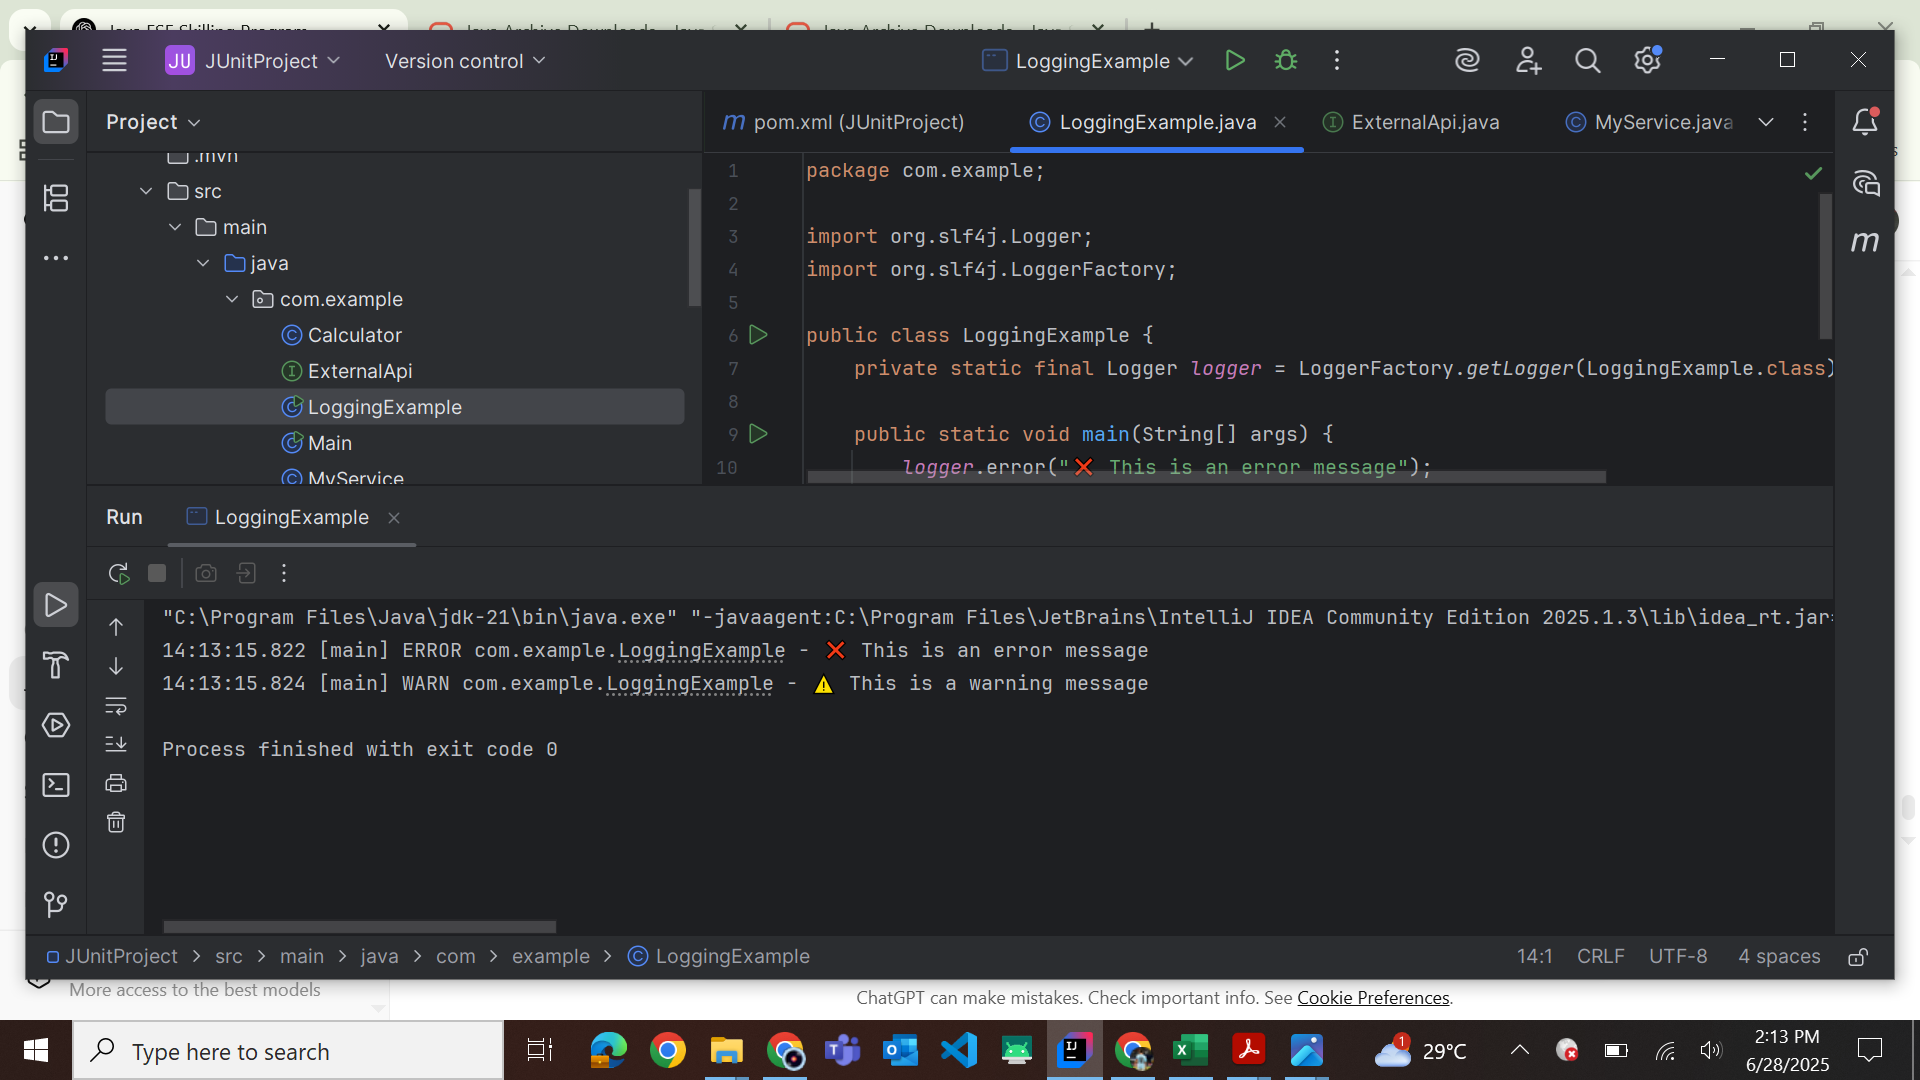 JU JUnitProject Version control LoggingExample
Project
pom.xml (JUnitProject) LoggingExample.java ExternalApi.java MyService.java
.mvn
src
main
java
com.example
Calculator
ExternalApi
LoggingExample
Main
MyService
1 package com.example;
2
3 import org.slf4j.Logger;
4 import org.slf4j.LoggerFactory;
5
6 public class LoggingExample {
7 private static final Logger logger = LoggerFactory.getLogger(LoggingExample.class)
8
9 public static void main(String[] args) {
10 logger.error("❌ This is an error message");
Run LoggingExample
"C:\Program Files\Java\jdk-21\bin\java.exe" "-javaagent:C:\Program Files\JetBrains\IntelliJ IDEA Community Edition 2025.1.3\lib\idea_rt.jar=
14:13:15.822 [main] ERROR com.example.LoggingExample - ❌ This is an error message
14:13:15.824 [main] WARN com.example.LoggingExample - ⚠️ This is a warning message
Process finished with exit code 0
JUnitProject > src > main > java > com > example > LoggingExample
14:1 CRLF UTF-8 4 spaces
More access to the best models
ChatGPT can make mistakes. Check important info. See Cookie Preferences.
Type here to search
1 29°C
2:13 PM
6/28/2025